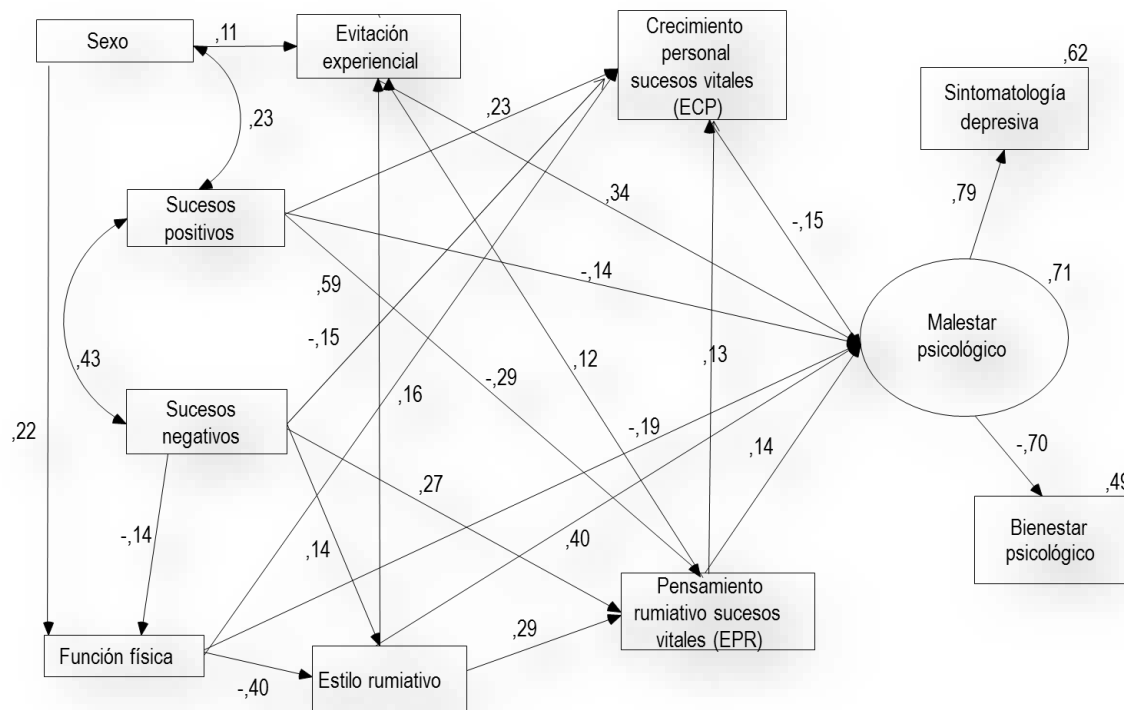 Sexo
,11
Evitación
experiencial
Crecimiento
personal
sucesos vitales
(ECP)
,62
Sintomatología
depresiva
,23
,23
,79
Sucesos
positivos
,34
-,15
,59
-,14
,71
Malestar
psicológico
,43
-,15
,16
,12
-,29
,13
Sucesos
negativos
,22
-,19
,14
-,70
,49
Bienestar
psicológico
,27
-,14
,14
,40
Pensamiento
rumiativo sucesos
vitales (EPR)
Función física
-,40
Estilo rumiativo
,29